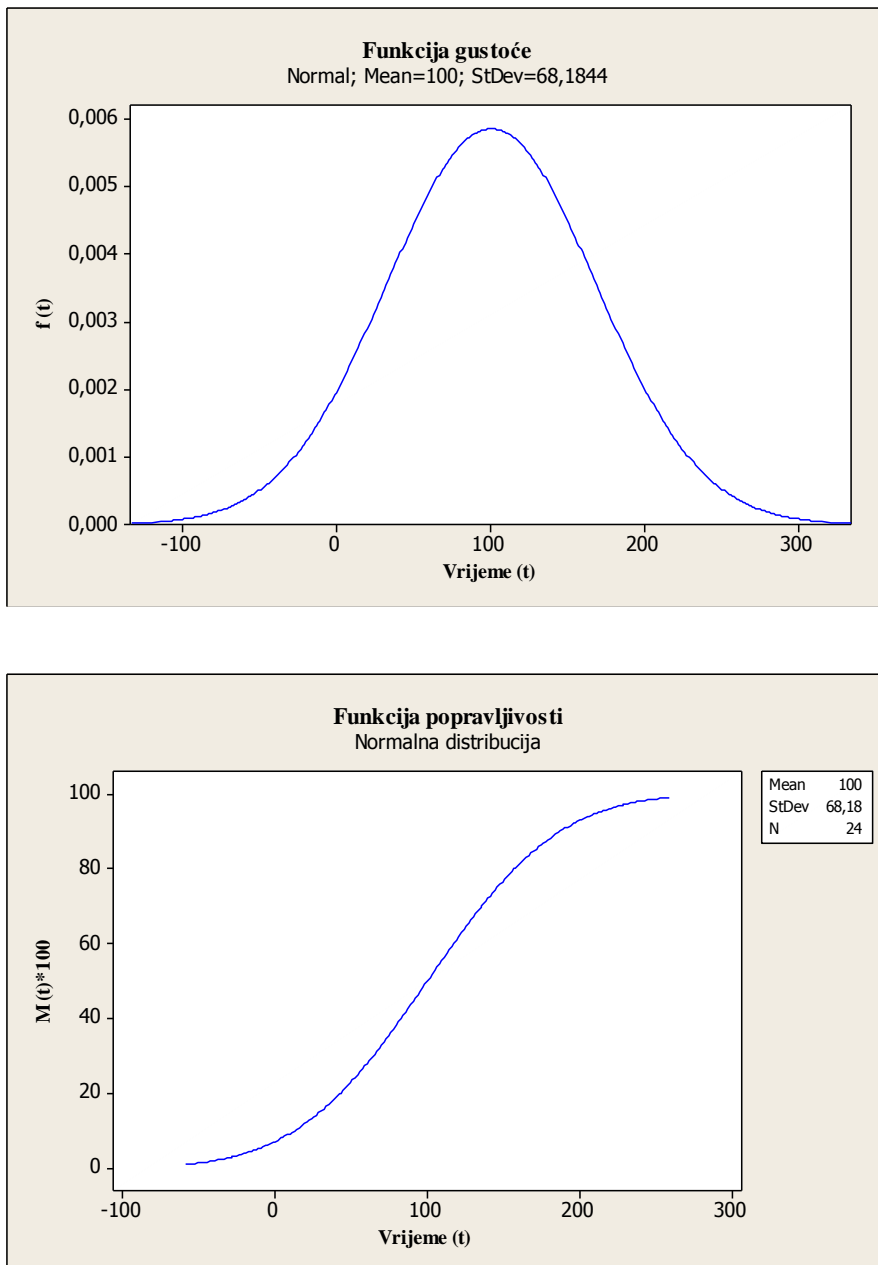 Funkcija gustoće
Normal; Mean=100; StDev=68,1844
0,006
0,005
0,004
0,003
0,002
0,001
0,000
f (t)
-100 0 100 200 300
Vrijeme (t)
Funkcija popravljivosti
Normalna distribucija
Mean 100
StDev 68,18
N 24
100
80
60
40
20
0
M (t)*100
-100 0 100 200 300
Vrijeme (t)